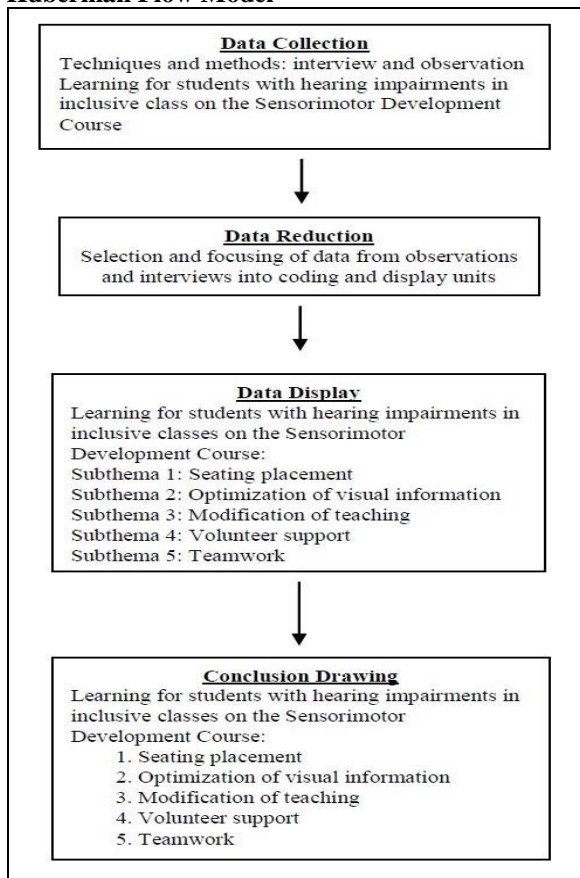 Huberman Flow Model
Data Collection
Techniques and methods: interview and observation
Learning for students with hearing impairments in
inclusive class on the Sensorimotor Development
Course
Data Reduction
Selection and focusing of data from observations
and interviews into coding and display units
Data Display
Learning for students with hearing impairments in
inclusive classes on the Sensorimotor
Development Course:
Subthema 1: Seating placement
Subthema 2: Optimization of visual information
Subthema 3: Modification of teaching
Subthema 4: Volunteer support
Subthema 5: Teamwork
Conclusion Drawing
Learning for students with hearing impairments in
inclusive classes on the Sensorimotor
Development Course:
1. Seating placement
2. Optimization of visual information
3. Modification of teaching
4. Volunteer support
5. Teamwork